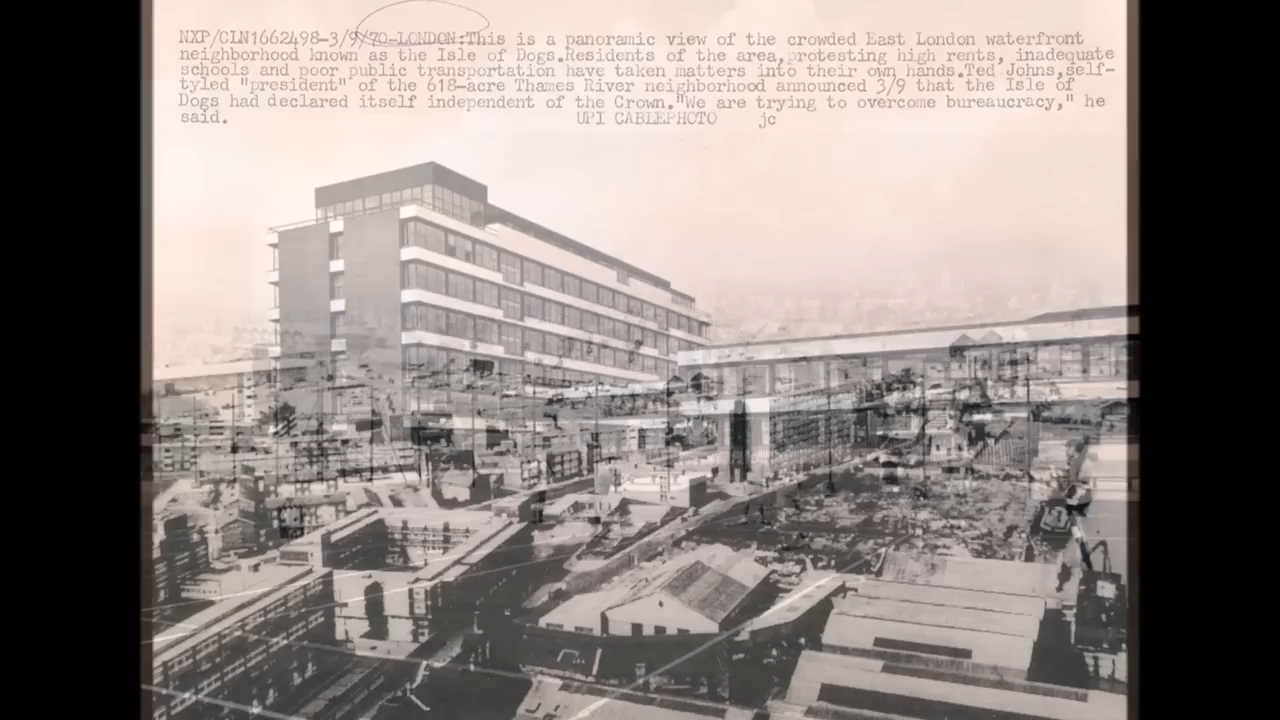 NXP/CLN1662498-3/9/70-LONDON:This is a panoramic view of the crowded East London waterfront
neighborhood known as the Isle of Dogs.Residents of the area,protesting high rents, inadequate
schools and poor public transportation have taken matters into their own hands.Ted Johns,self-
tyled "president" of the 618-acre Thames River neighborhood announced 3/9 that the Isle of
Dogs had declared itself independent of the Crown."We are trying to overcome bureaucracy," he
said. UPI CABLEPHOTO jc